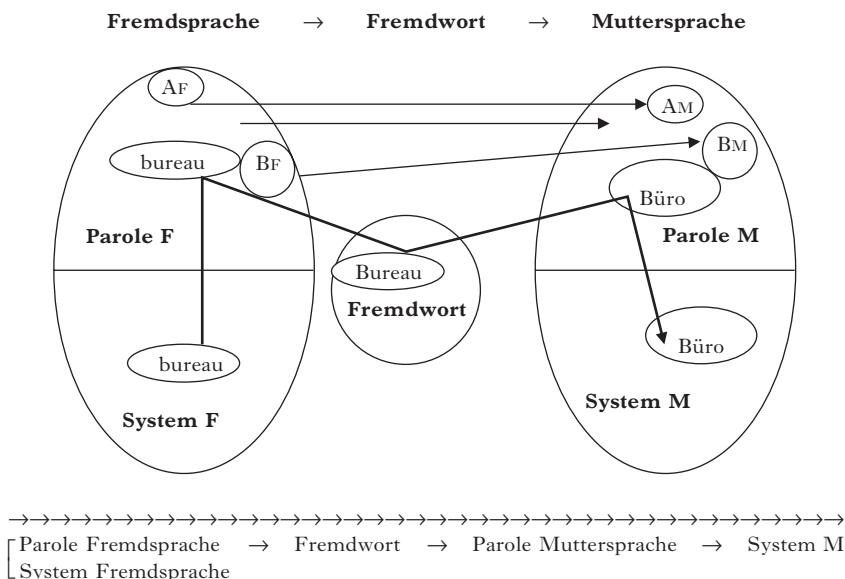 Fremdsprache → Fremdwort → Muttersprache
AF
AM
bureau
BF
BM
Büro
Parole F
Parole M
Bureau
Fremdwort
bureau
Büro
System F
System M
→→→→→→→→→→→→→→→→→→→→→→→→→→→→→→→→→→→→→→→→
Parole Fremdsprache → Fremdwort → Parole Muttersprache → System M
System Fremdsprache